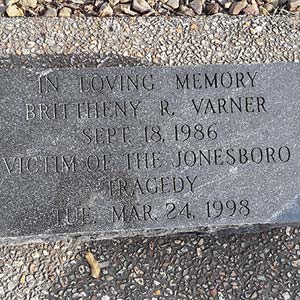 IN LOVING MEMORY
BRITTHENY R. VARNER
SEPT. 18, 1986
VICTIM OF THE JONESBORO
TRAGEDY
TUE. MAR. 24, 1998